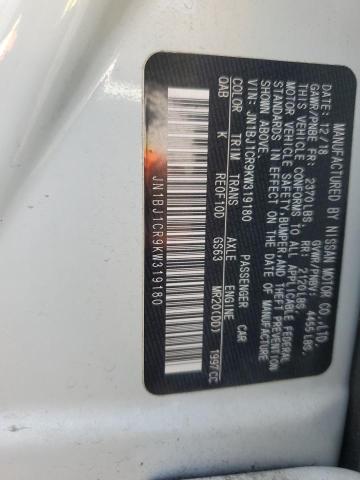 MFD. BY NISSAN MOTOR CO.,LTD.
DATE: 12/18 GVWR/PNBV: 4455LBS.
GAWR/PNBE FR: 2370LBS. RR: 2120LBS.
THIS VEHICLE CONFORMS TO ALL APPLICABLE FEDERAL
MOTOR VEHICLE SAFETY, BUMPER, AND THEFT PREVENTION
STANDARDS IN EFFECT ON THE DATE OF MANUFACTURE
SHOWN ABOVE.
VIN: JN1BJ1CR9KW319180 PASSENGER CAR
COLOR TRIM TRANS AXLE ENGINE
QAB K RE0F10D GS63 MR20(DD) 1997CC
JN1BJ1CR9KW319180